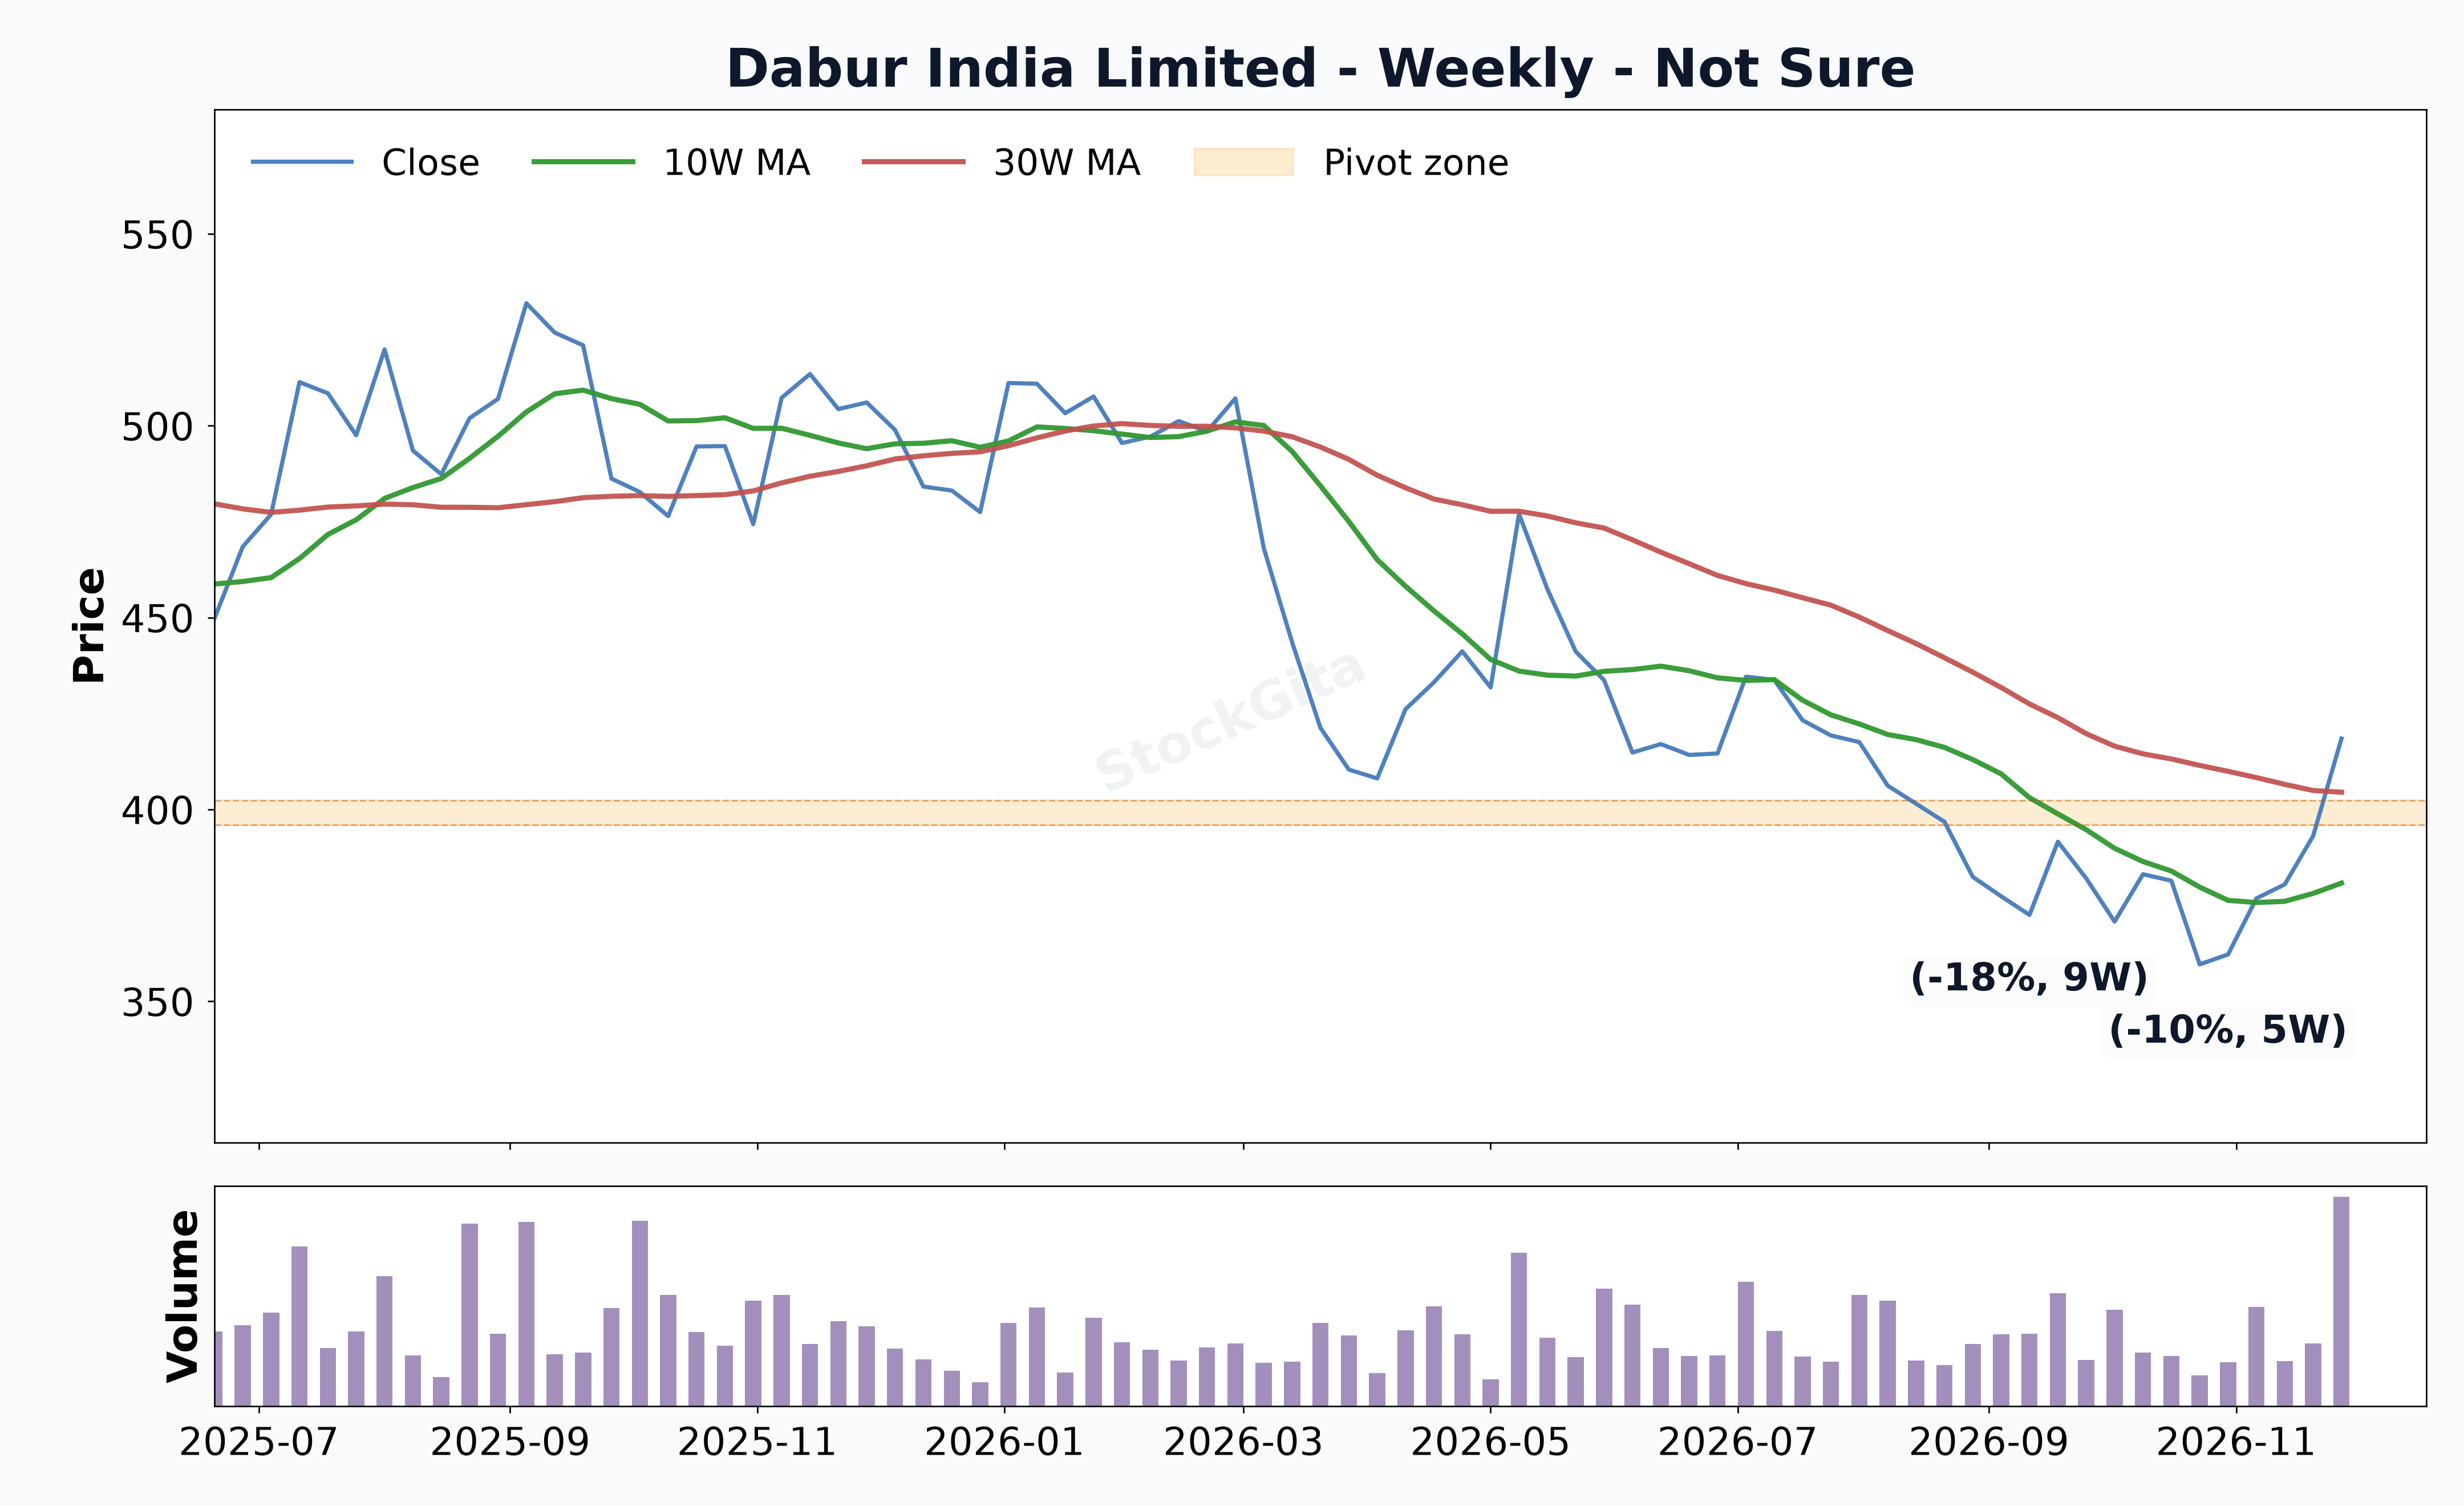 Dabur India Limited - Weekly - Not Sure
Close 10W MA 30W MA Pivot zone
Price
550
500
450
400
350
StockGita
(-18%, 9W)
(-10%, 5W)
Volume
2025-07 2025-09 2025-11 2026-01 2026-03 2026-05 2026-07 2026-09 2026-11